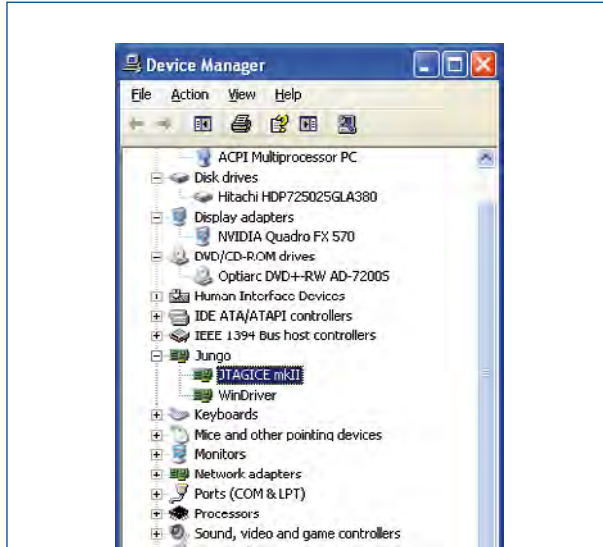 Device Manager
File Action View Help
ACPI Multiprocessor PC
Disk drives
Hitachi HDP725025GLA380
Display adapters
NVIDIA Quadro FX 570
DVD/CD-ROM drives
Optiarc DVD+-RW AD-7200S
Human Interface Devices
IDE ATA/ATAPI controllers
IEEE 1394 Bus host controllers
Jungo
JTAGICE mkII
WinDriver
Keyboards
Mice and other pointing devices
Monitors
Network adapters
Ports (COM & LPT)
Processors
Sound, video and game controllers